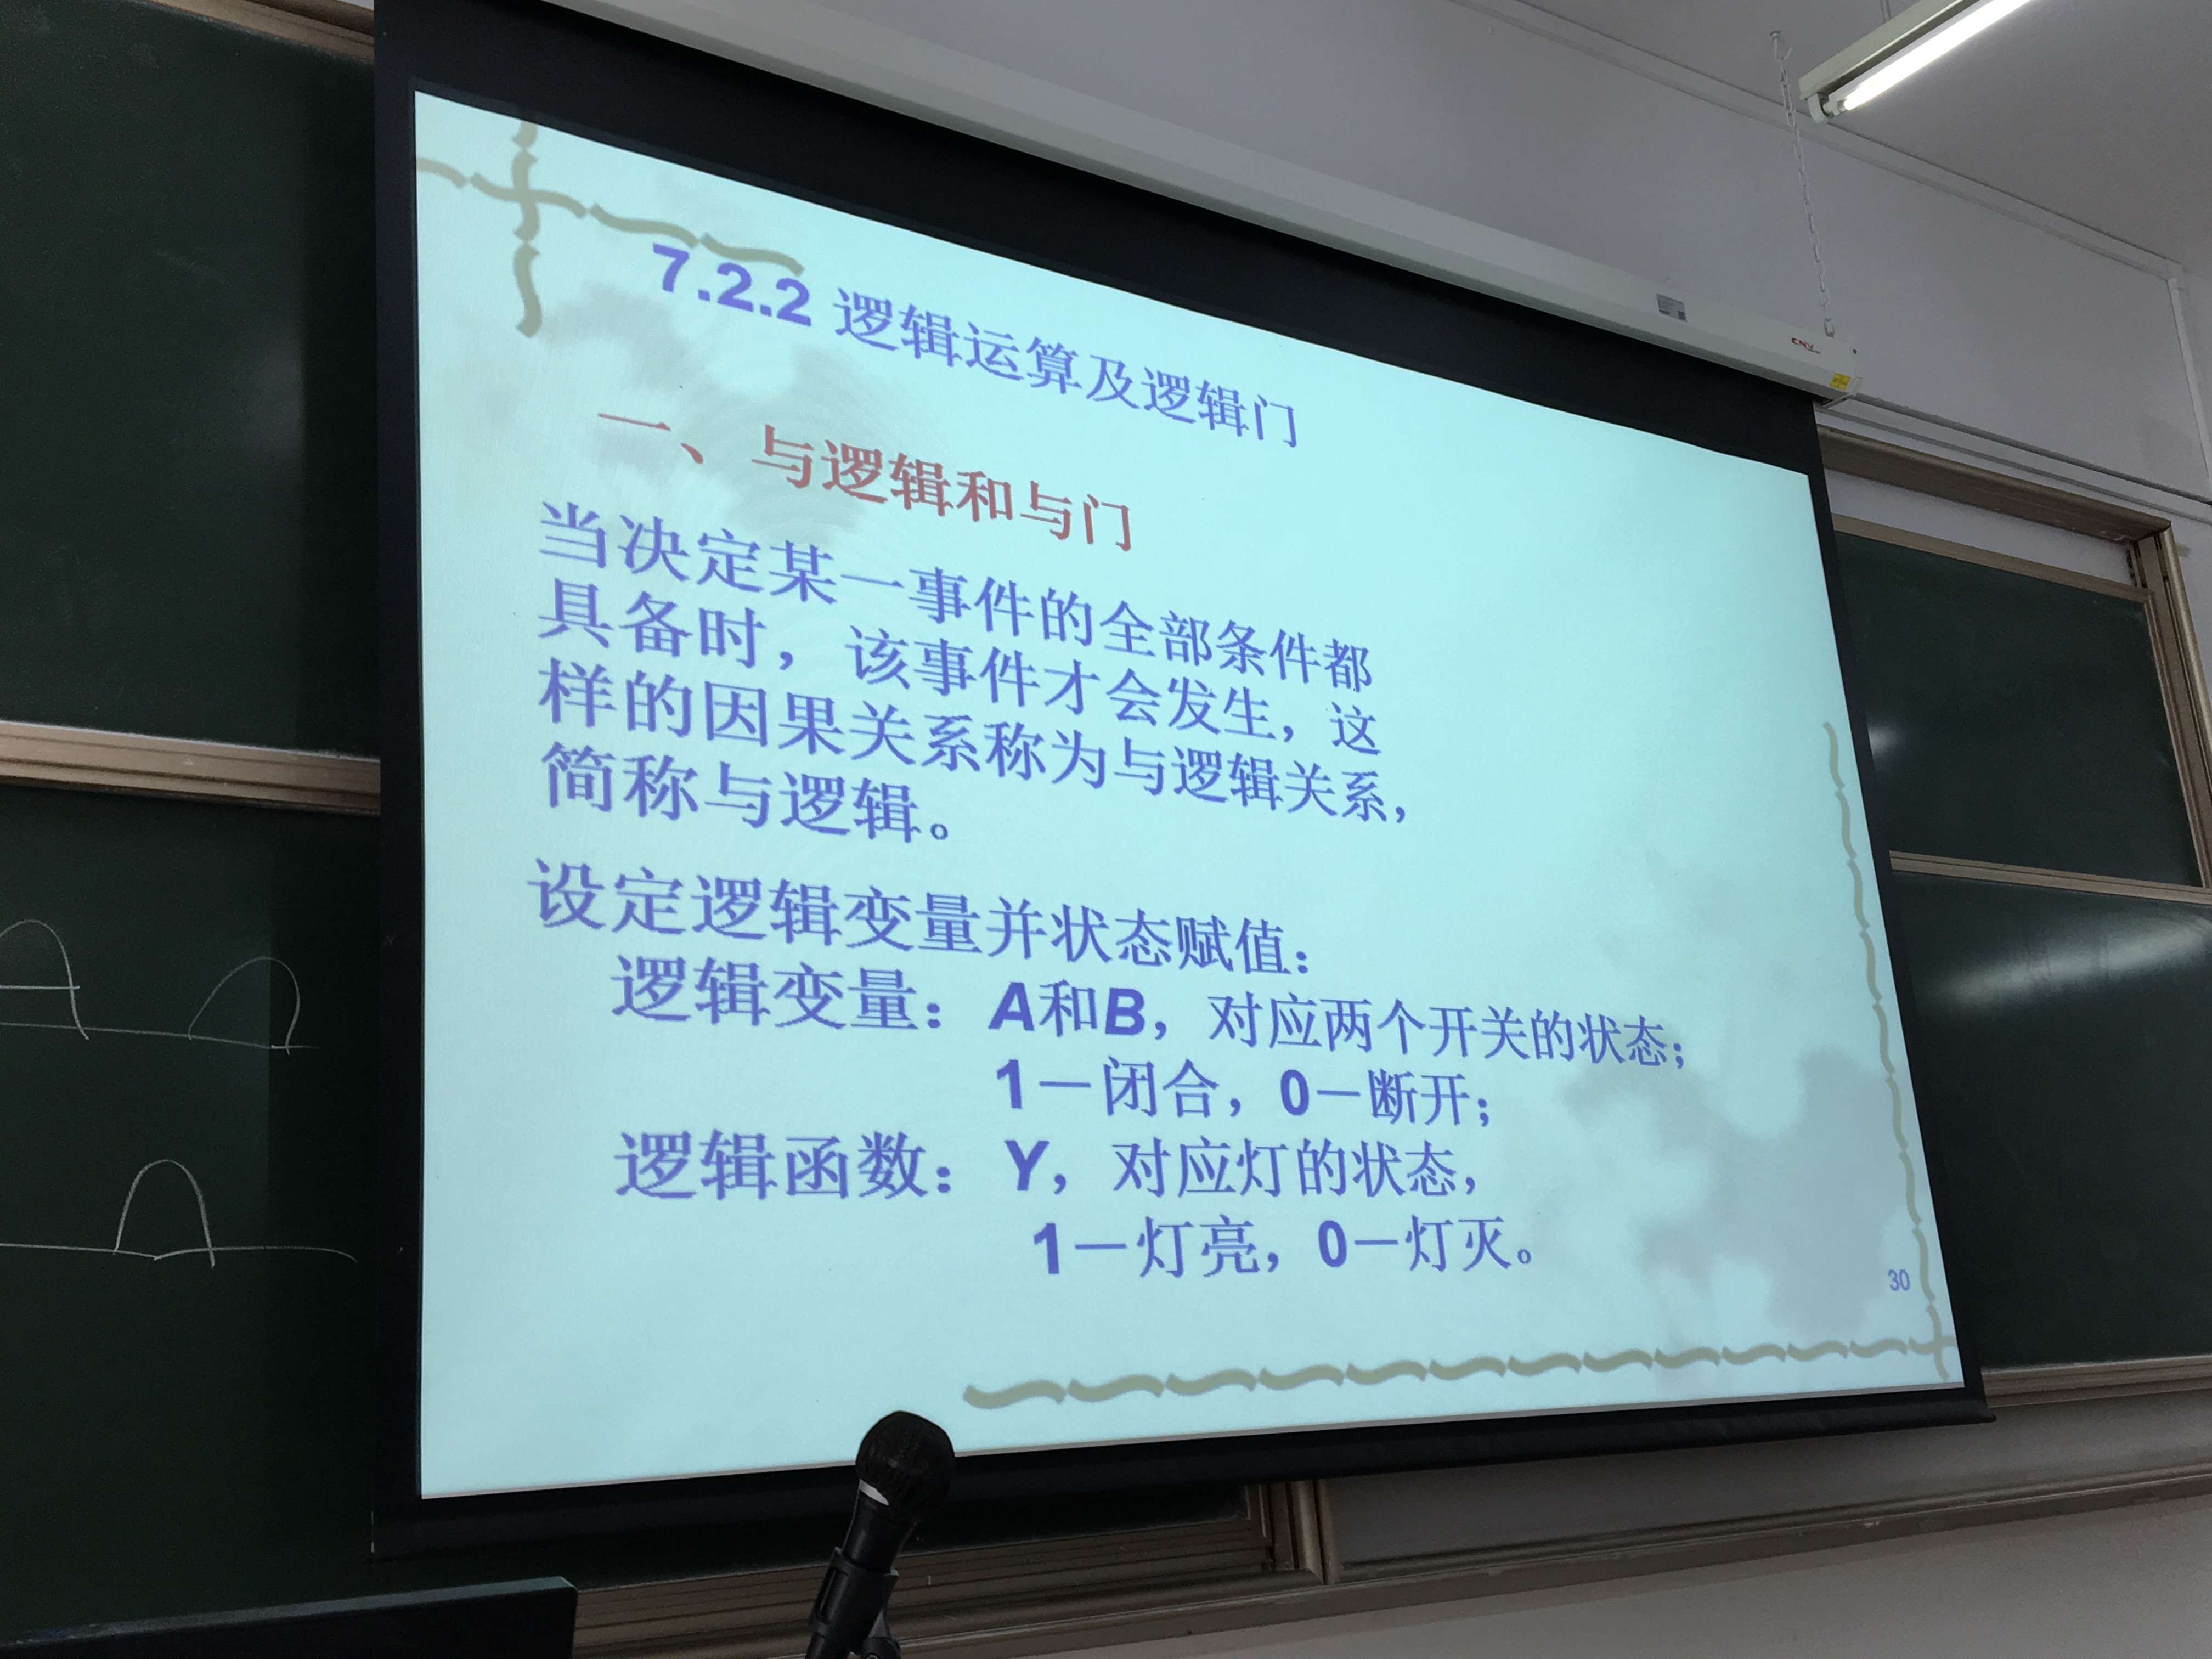 7.2.2 逻辑运算及逻辑门
一、与逻辑和与门
当决定某一事件的全部条件都
具备时，该事件才会发生，这
样的因果关系称为与逻辑关系，
简称与逻辑。
设定逻辑变量并状态赋值：
逻辑变量：A和B，对应两个开关的状态；
1－闭合，0－断开；
逻辑函数：Y，对应灯的状态，
1－灯亮，0－灯灭。
30